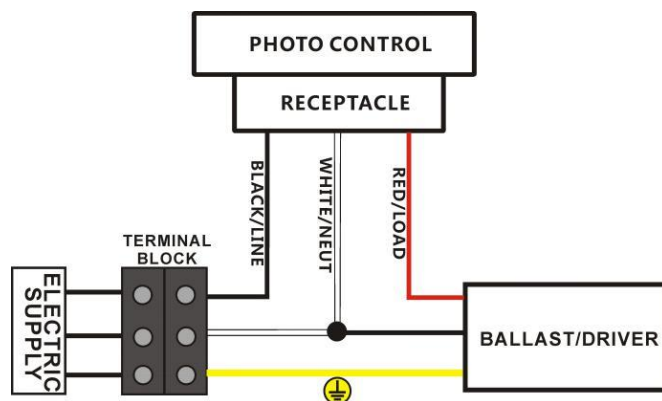 PHOTO CONTROL
RECEPTACLE
BLACK/LINE
WHITE/NEUT
RED/LOAD
TERMINAL
BLOCK
ELECTRIC
SUPPLY
BALLAST/DRIVER